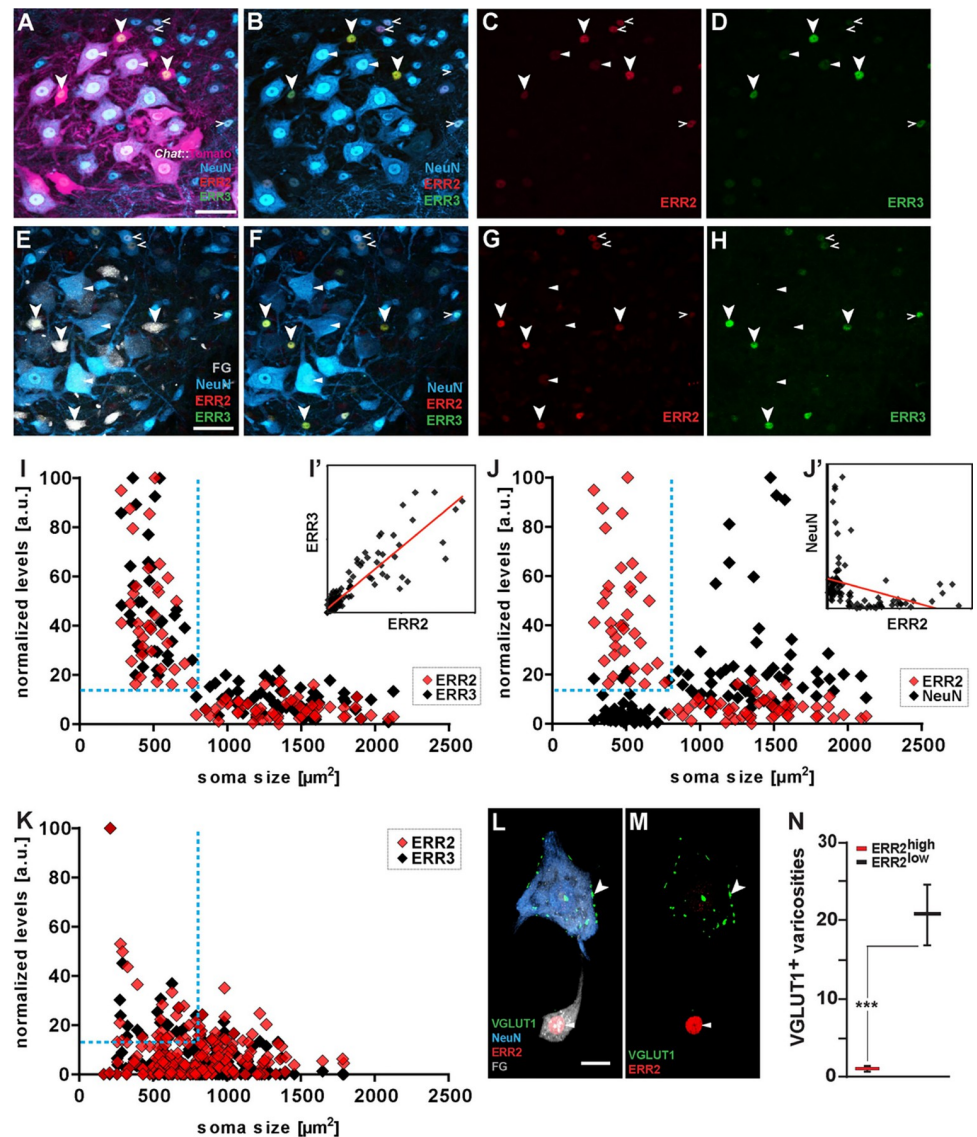 A
Chat::tomato
NeuN
ERR2
ERR3
B
NeuN
ERR2
ERR3
C
ERR2
D
ERR3
E
FG
NeuN
ERR2
ERR3
F
NeuN
ERR2
ERR3
G
ERR2
H
ERR3
I
normalized levels [a.u.]
100
80
60
40
20
0
0 500 1000 1500 2000 2500
soma size [µm²]
ERR2
ERR3
I'
ERR3
ERR2
J
normalized levels [a.u.]
100
80
60
40
20
0
0 500 1000 1500 2000 2500
soma size [µm²]
ERR2
NeuN
J'
NeuN
ERR2
K
normalized levels [a.u.]
100
80
60
40
20
0
0 500 1000 1500 2000 2500
soma size [µm²]
ERR2
ERR3
L
VGLUT1
NeuN
ERR2
FG
M
VGLUT1
ERR2
N
VGLUT1⁺ varicosities
30
20
10
0
ERR2 high
ERR2 low
***